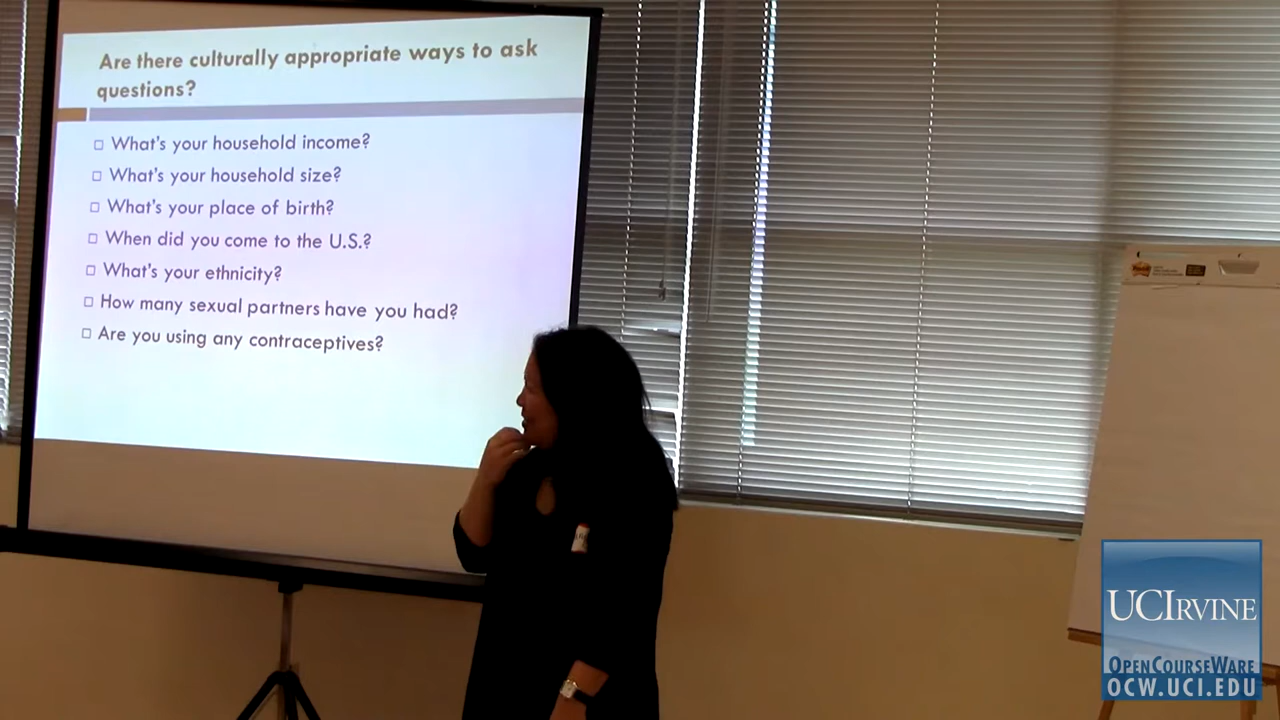 Are there culturally appropriate ways to ask
questions?
What's your household income?
What's your household size?
What's your place of birth?
When did you come to the U.S.?
What's your ethnicity?
How many sexual partners have you had?
Are you using any contraceptives?
UCIRVINE
OPENCOURSEWARE
OCW.UCI.EDU